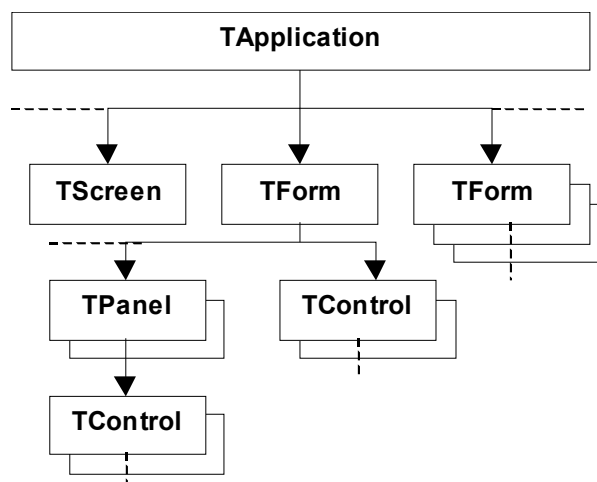 TApplication
TScreen
TForm
TForm
TPanel
TControl
TControl